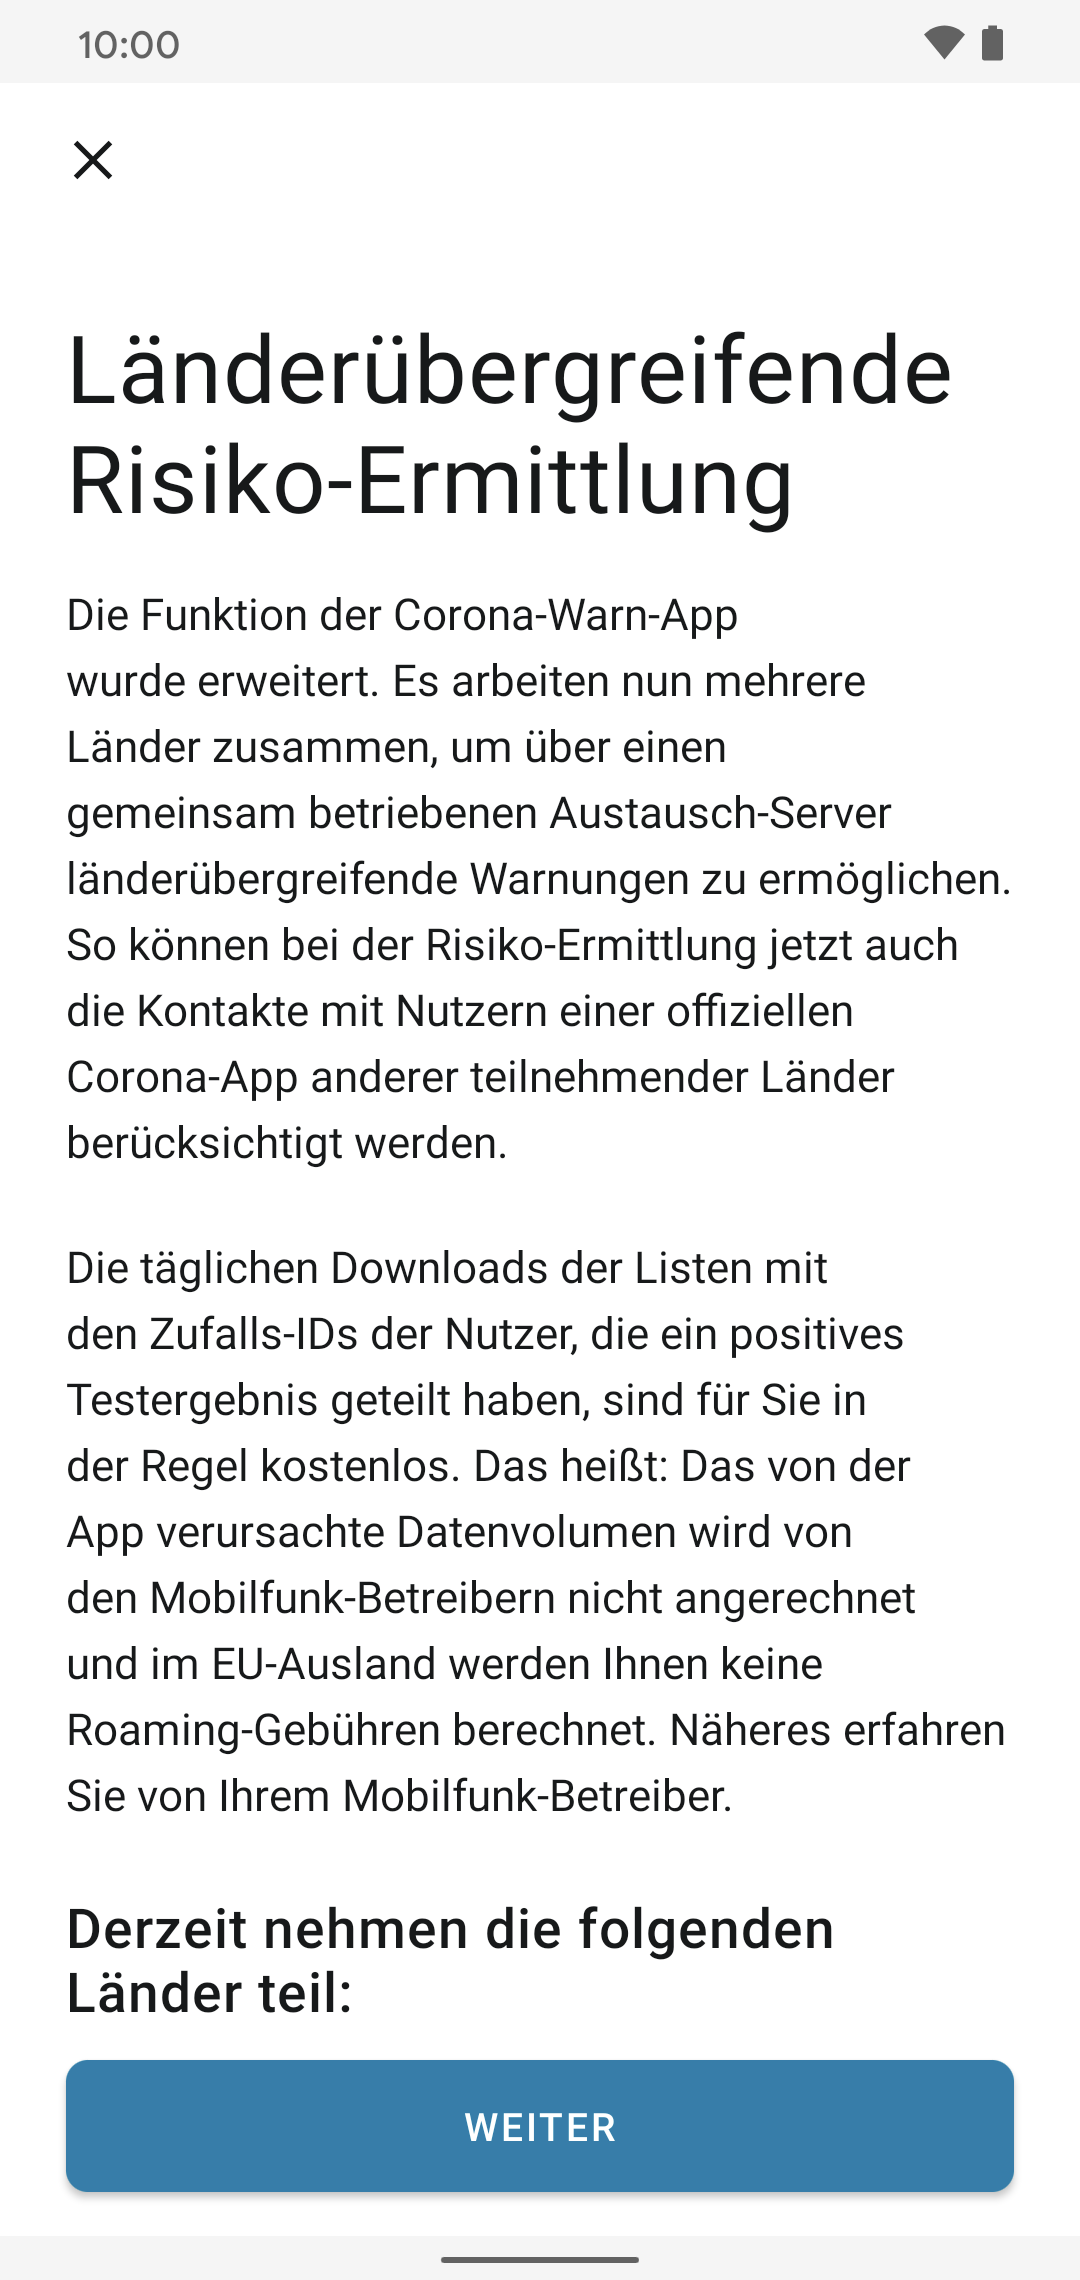 10:00
Länderübergreifende
Risiko-Ermittlung
Die Funktion der Corona-Warn-App
wurde erweitert. Es arbeiten nun mehrere
Länder zusammen, um über einen
gemeinsam betriebenen Austausch-Server
länderübergreifende Warnungen zu ermöglichen.
So können bei der Risiko-Ermittlung jetzt auch
die Kontakte mit Nutzern einer offiziellen
Corona-App anderer teilnehmender Länder
berücksichtigt werden.
Die täglichen Downloads der Listen mit
den Zufalls-IDs der Nutzer, die ein positives
Testergebnis geteilt haben, sind für Sie in
der Regel kostenlos. Das heißt: Das von der
App verursachte Datenvolumen wird von
den Mobilfunk-Betreibern nicht angerechnet
und im EU-Ausland werden Ihnen keine
Roaming-Gebühren berechnet. Näheres erfahren
Sie von Ihrem Mobilfunk-Betreiber.
Derzeit nehmen die folgenden
Länder teil:
WEITER